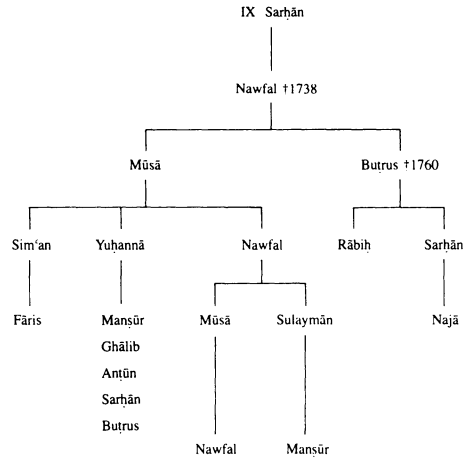 IX Sarḥān
Nawfal †1738
Mūsā Buṭrus †1760
Sim‘an Yuḥannā Nawfal Rābiḥ Sarḥān
Fāris Manṣūr Mūsā Sulaymān Najā
Ghālib
Anṭūn
Sarḥān
Buṭrus
Nawfal Manṣūr